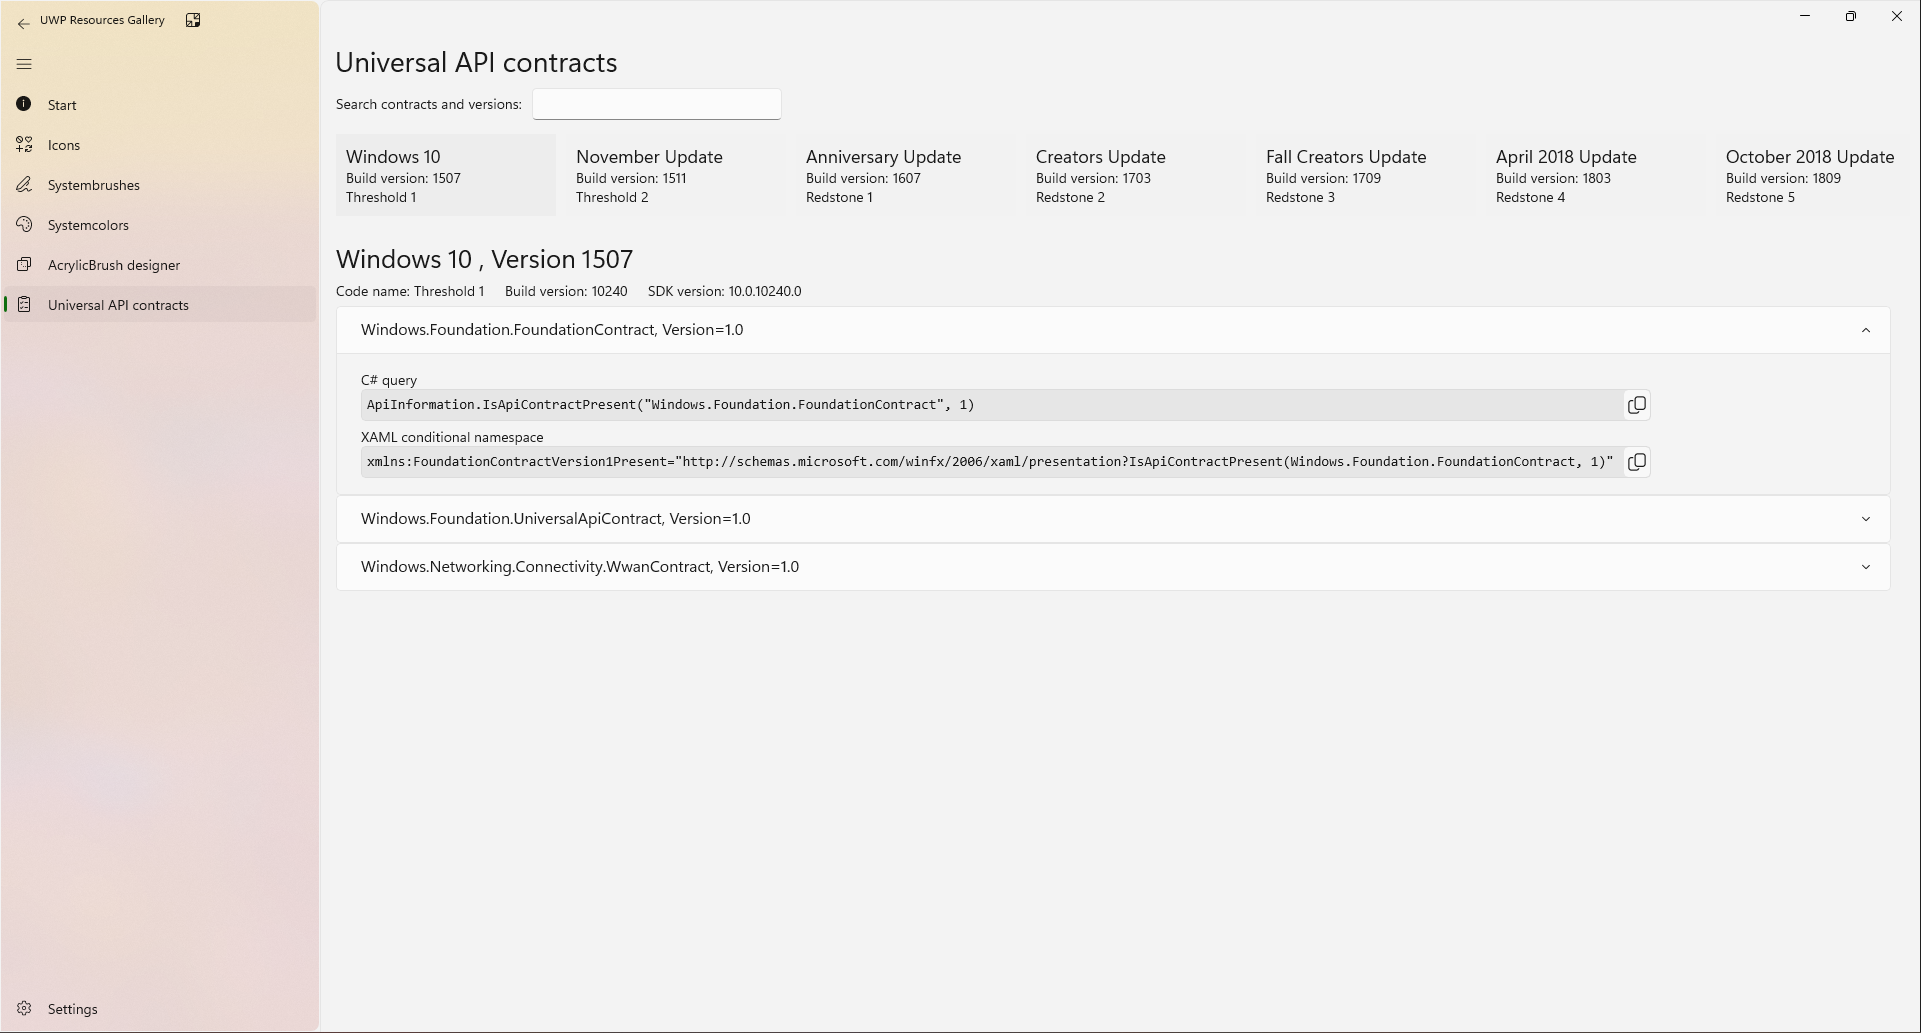 UWP Resources Gallery
Start
Icons
Systembrushes
Systemcolors
AcrylicBrush designer
Universal API contracts
Settings
Universal API contracts
Search contracts and versions:
Windows 10
Build version: 1507
Threshold 1
November Update
Build version: 1511
Threshold 2
Anniversary Update
Build version: 1607
Redstone 1
Creators Update
Build version: 1703
Redstone 2
Fall Creators Update
Build version: 1709
Redstone 3
April 2018 Update
Build version: 1803
Redstone 4
October 2018 Update
Build version: 1809
Redstone 5
Windows 10 , Version 1507
Code name: Threshold 1 Build version: 10240 SDK version: 10.0.10240.0
Windows.Foundation.FoundationContract, Version=1.0
C# query
ApiInformation.IsApiContractPresent("Windows.Foundation.FoundationContract", 1)
XAML conditional namespace
xmlns:FoundationContractVersion1Present="http://schemas.microsoft.com/winfx/2006/xaml/presentation?IsApiContractPresent(Windows.Foundation.FoundationContract, 1)"
Windows.Foundation.UniversalApiContract, Version=1.0
Windows.Networking.Connectivity.WwanContract, Version=1.0